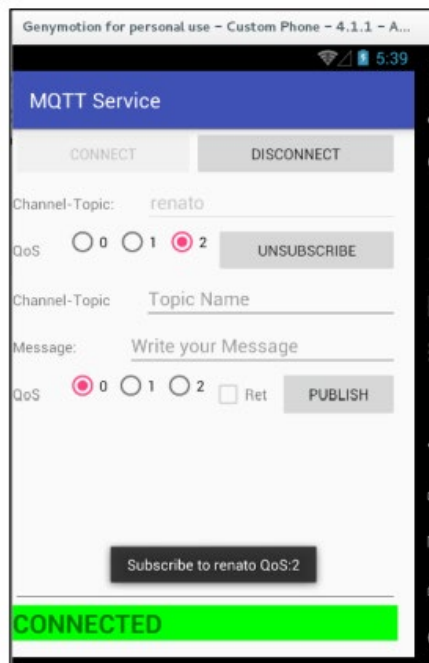 Genymotion for personal use – Custom Phone – 4.1.1 – A...
5:39
MQTT Service
CONNECT DISCONNECT
Channel-Topic: renato
QoS 0 1 2 UNSUBSCRIBE
Channel-Topic Topic Name
Message: Write your Message
QoS 0 1 2 Ret PUBLISH
Subscribe to renato QoS:2
CONNECTED